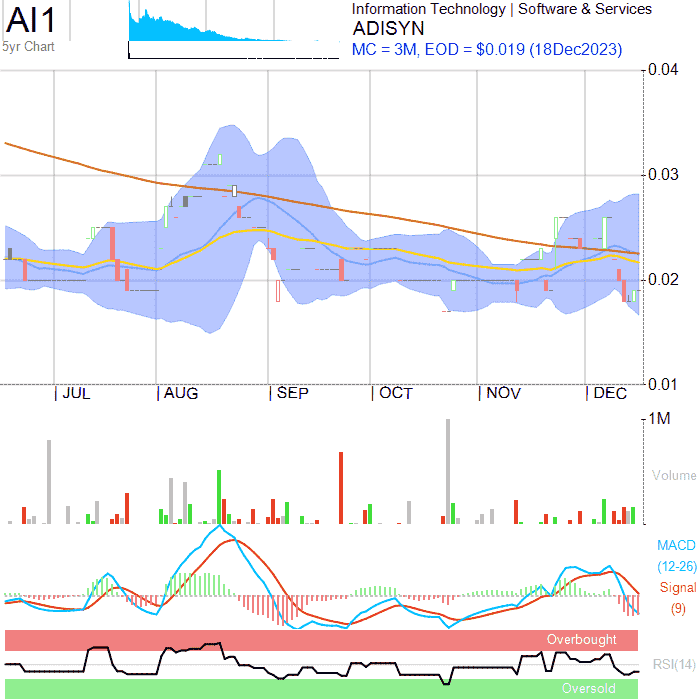 AI1
5yr Chart
Information Technology | Software & Services
ADISYN
MC = 3M, EOD = $0.019 (18Dec2023)
0.04
0.03
0.02
0.01
JUL
AUG
SEP
OCT
NOV
DEC
1M
Volume
MACD
(12-26)
Signal
(9)
Overbought
RSI(14)
Oversold